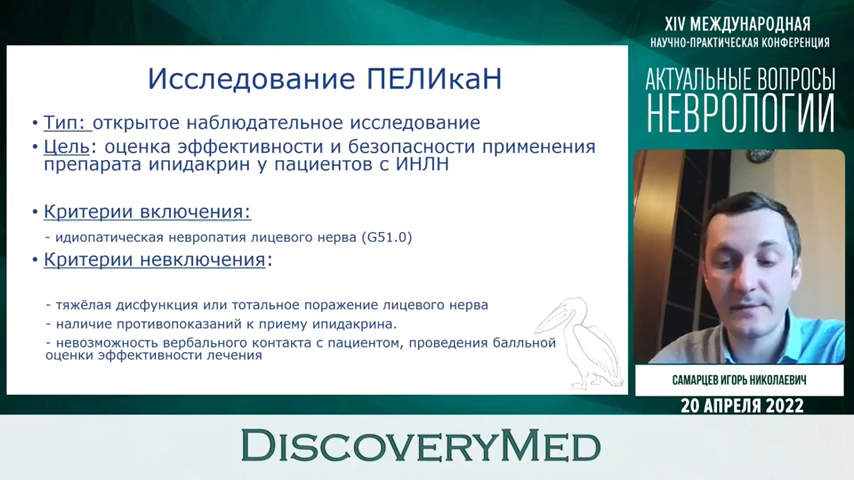 XIV МЕЖДУНАРОДНАЯ
НАУЧНО-ПРАКТИЧЕСКАЯ КОНФЕРЕНЦИЯ
АКТУАЛЬНЫЕ ВОПРОСЫ
НЕВРОЛОГИИ
Исследование ПЕЛИкаН
• Тип: открытое наблюдательное исследование
• Цель: оценка эффективности и безопасности применения
препарата ипидакрин у пациентов с ИНЛН
• Критерии включения:
- идиопатическая невропатия лицевого нерва (G51.0)
• Критерии невключения:
- тяжёлая дисфункция или тотальное поражение лицевого нерва
- наличие противопоказаний к приему ипидакрина.
- невозможность вербального контакта с пациентом, проведения балльной
оценки эффективности лечения
САМАРЦЕВ ИГОРЬ НИКОЛАЕВИЧ
20 АПРЕЛЯ 2022
DISCOVERYMED